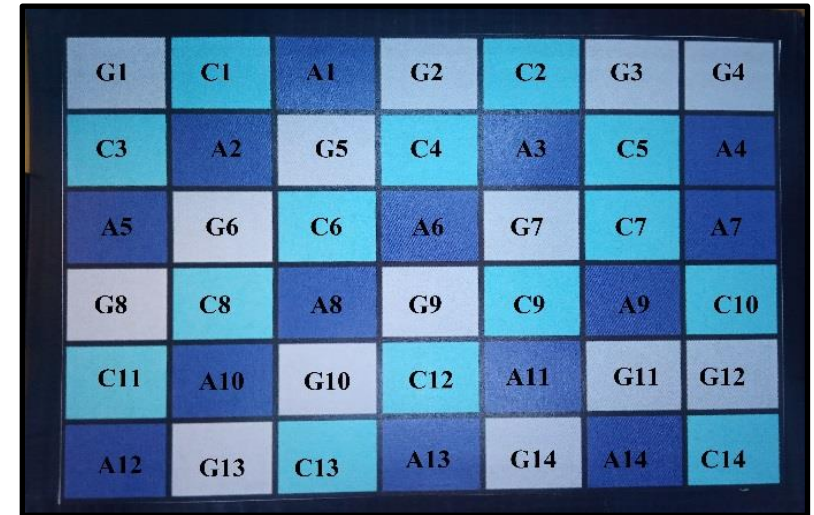 G1 C1 A1 G2 C2 G3 G4
C3 A2 G5 C4 A3 C5 A4
A5 G6 C6 A6 G7 C7 A7
G8 C8 A8 G9 C9 A9 C10
C11 A10 G10 C12 A11 G11 G12
A12 G13 C13 A13 G14 A14 C14